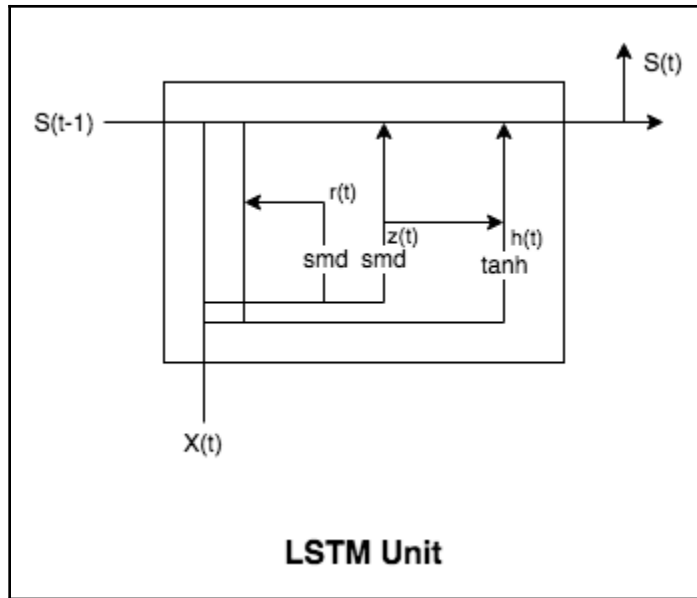 S(t)
S(t-1)
r(t)
z(t) h(t)
smd smd tanh
X(t)
LSTM Unit